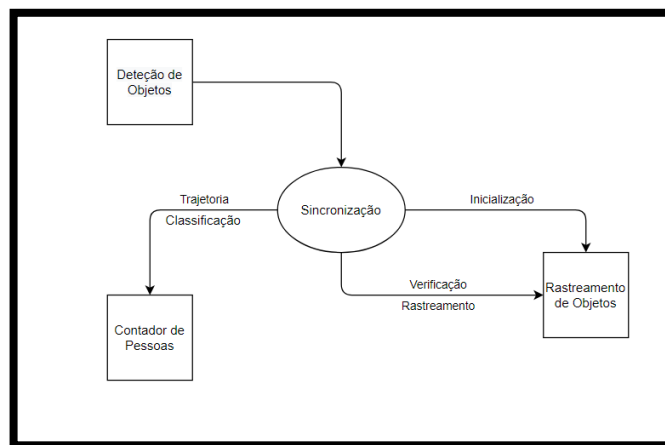 Deteção de
Objetos
Trajetoria
Classificação
Sincronização
Inicialização
Verificação
Rastreamento
Rastreamento
de Objetos
Contador de
Pessoas